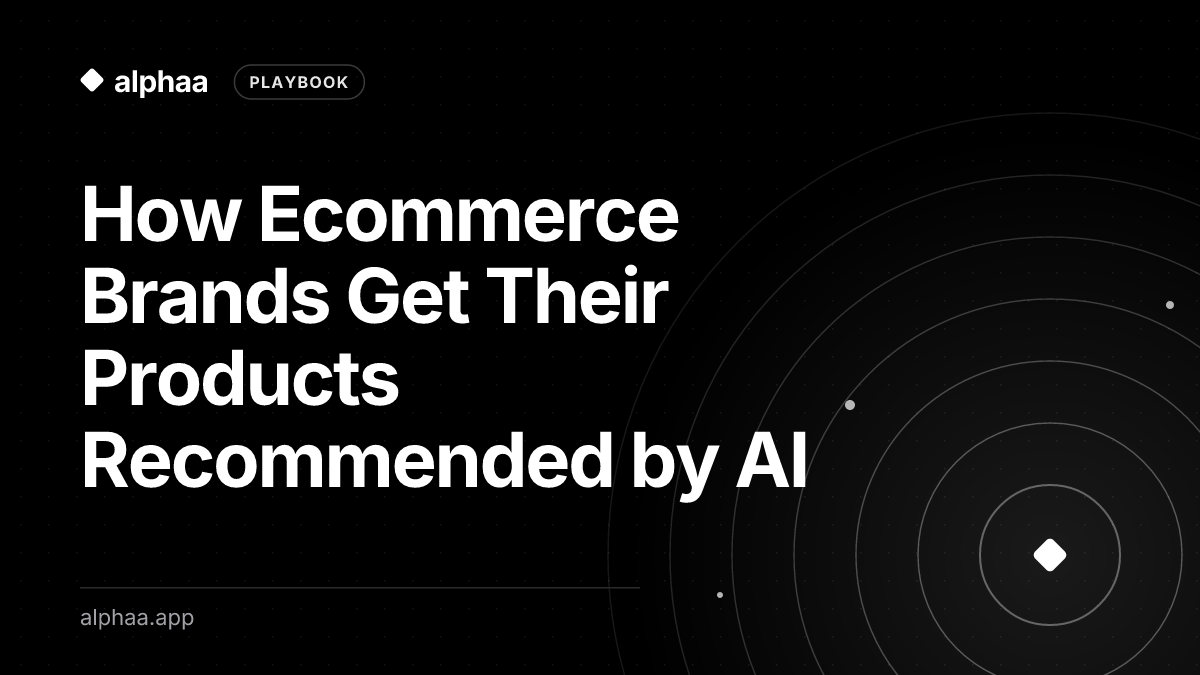 alphaa PLAYBOOK
How Ecommerce
Brands Get Their
Products
Recommended by AI
alphaa.app